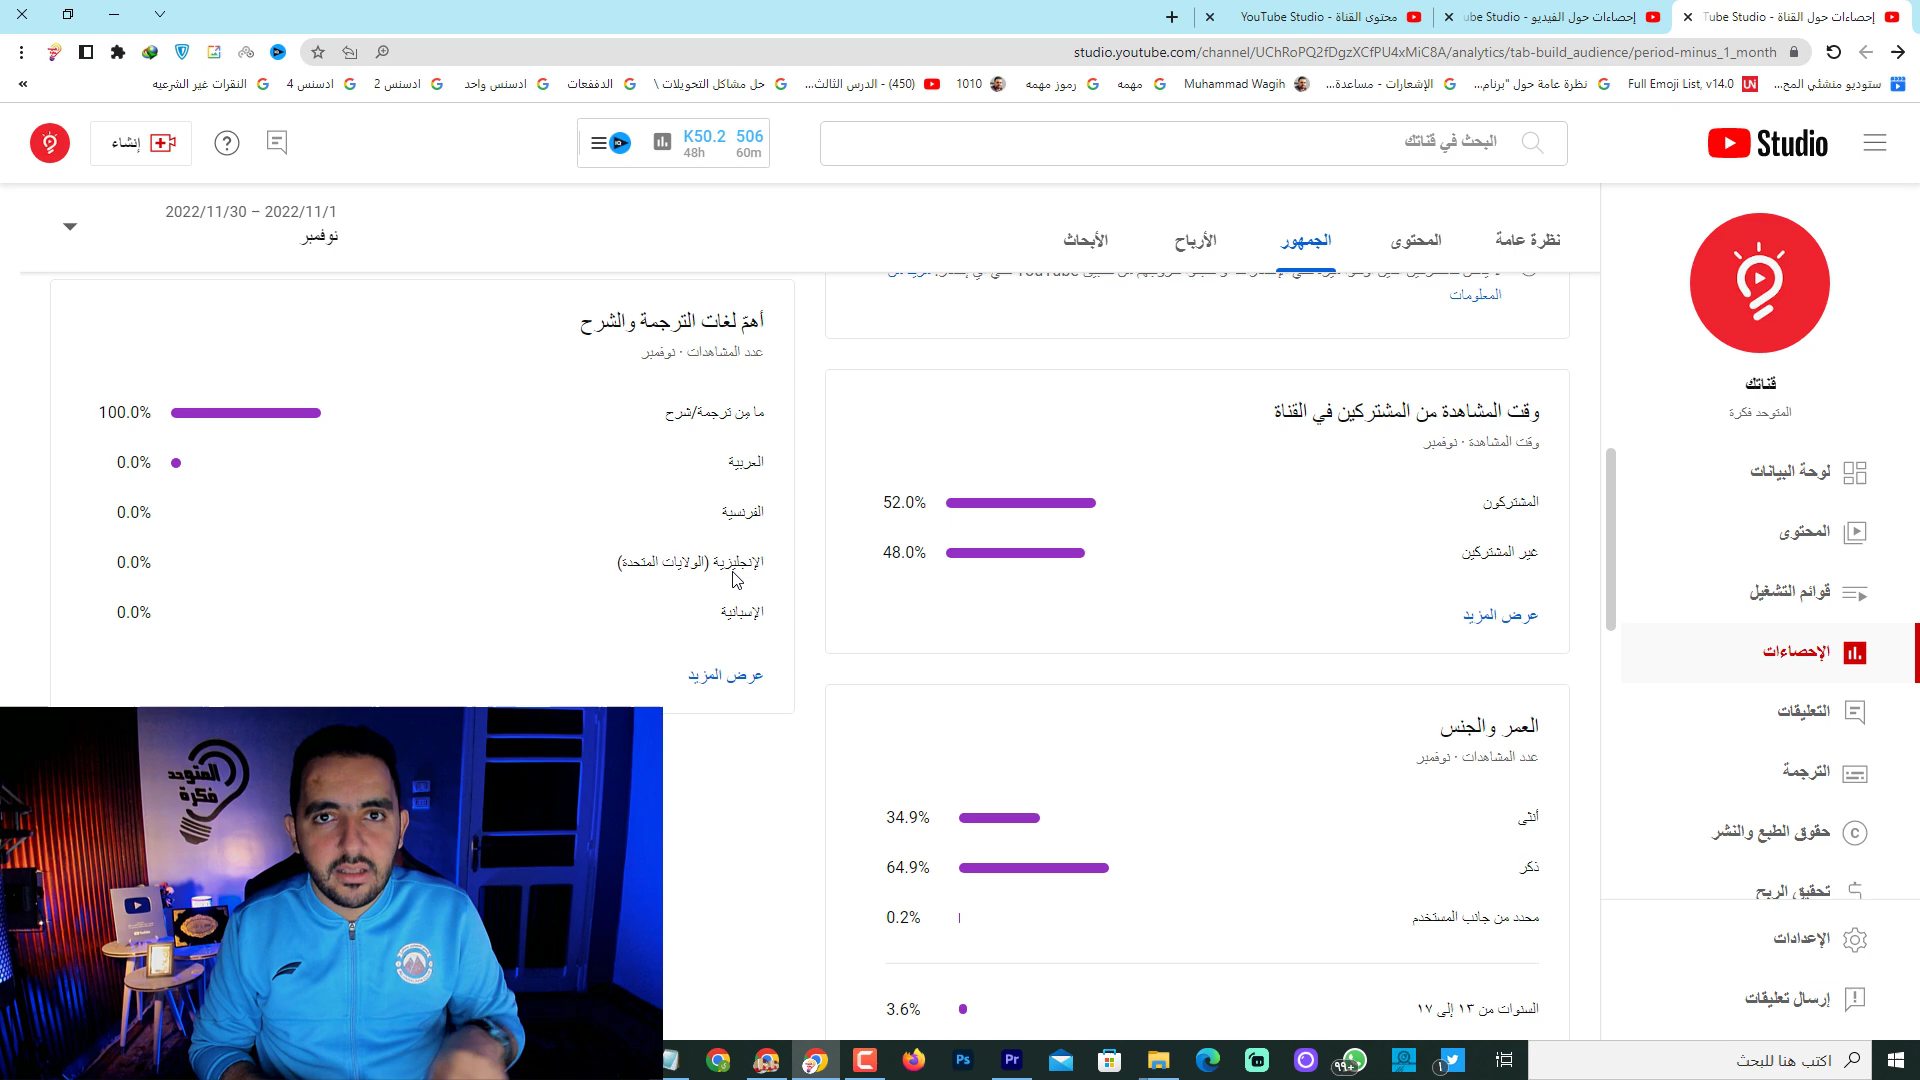 إحصاءات حول القناة - Tube Studio
إحصاءات حول الفيديو - ube Studio
محتوى القناة - YouTube Studio
studio.youtube.com/channel/UChRoPQ2fDgzXCfPU4xMiC8A/analytics/tab-build_audience/period-minus_1_month
ستوديو منشئي المح...
Full Emoji List, v14.0
نظرة عامة حول "برنام...
الإشعارات - مساعدة...
Muhammad Wagih
مهمه
رموز مهمه
1010
(450) - الدرس الثالث...
حل مشاكل التحويلات \
الدفقعات
ادسنس واحد
ادسنس 2
ادسنس 4
النقرات غير الشرعيه
Studio
البحث في قناتك
K50.2 506
48h 60m
إنشاء
نظرة عامة
المحتوى
الجمهور
الأرباح
الأبحاث
2022/11/30 – 2022/11/1
نوفمبر
المعلومات
وقت المشاهدة من المشتركين في القناة
وقت المشاهدة · نوفمبر
المشتركون 52.0%
غير المشتركين 48.0%
عرض المزيد
العمر والجنس
عدد المشاهدات · نوفمبر
أنثى 34.9%
ذكر 64.9%
محدد من جانب المستخدم 0.2%
السنوات من ١٣ إلى ١٧ 3.6%
أهمّ لغات الترجمة والشرح
عدد المشاهدات · نوفمبر
ما مِن ترجمة/شرح 100.0%
العربية 0.0%
الفرنسية 0.0%
الإنجليزية (الولايات المتحدة) 0.0%
الإسبانية 0.0%
عرض المزيد
قناتك
المتوحد فكرة
لوحة البيانات
المحتوى
قوائم التشغيل
الإحصاءات
التعليقات
الترجمة
حقوق الطبع والنشر
تحقيق الربح
الإعدادات
إرسال تعليقات
المتوحد
فكرة
اكتب هنا للبحث
Ps
Pr
٩٩+
١